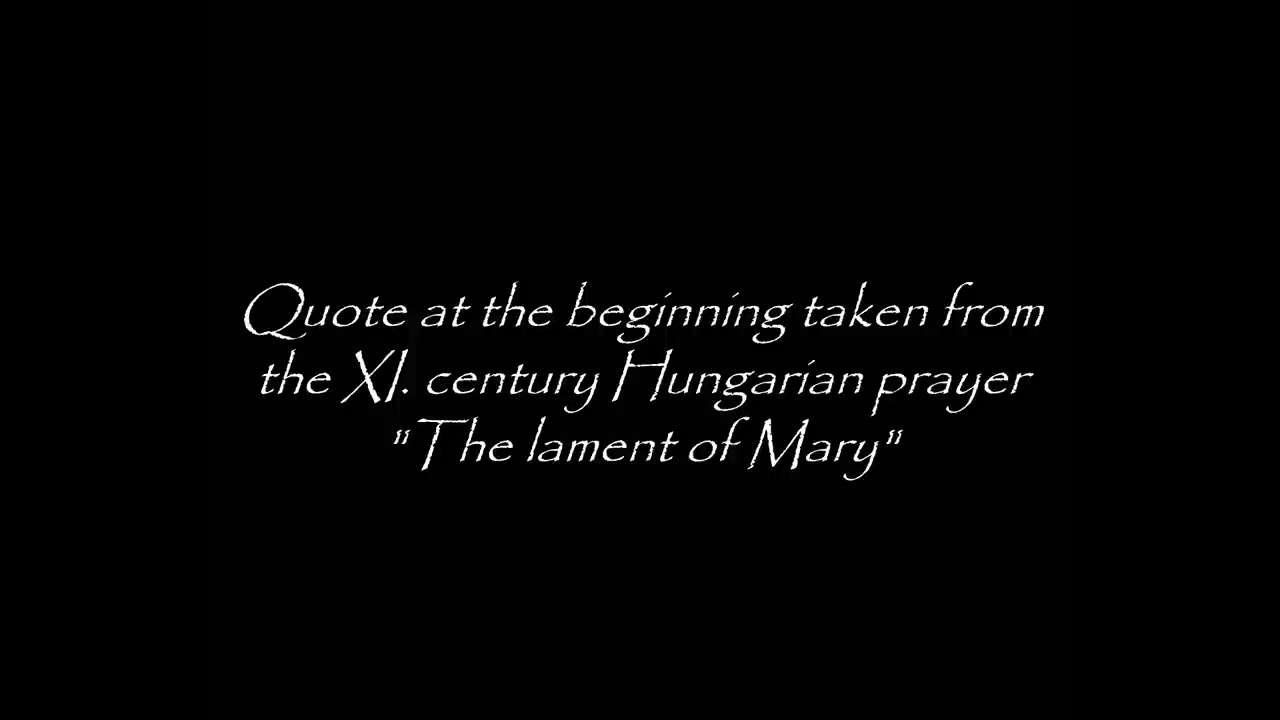 Quote at the beginning taken from
the XI. century Hungarian prayer
"The lament of Mary"